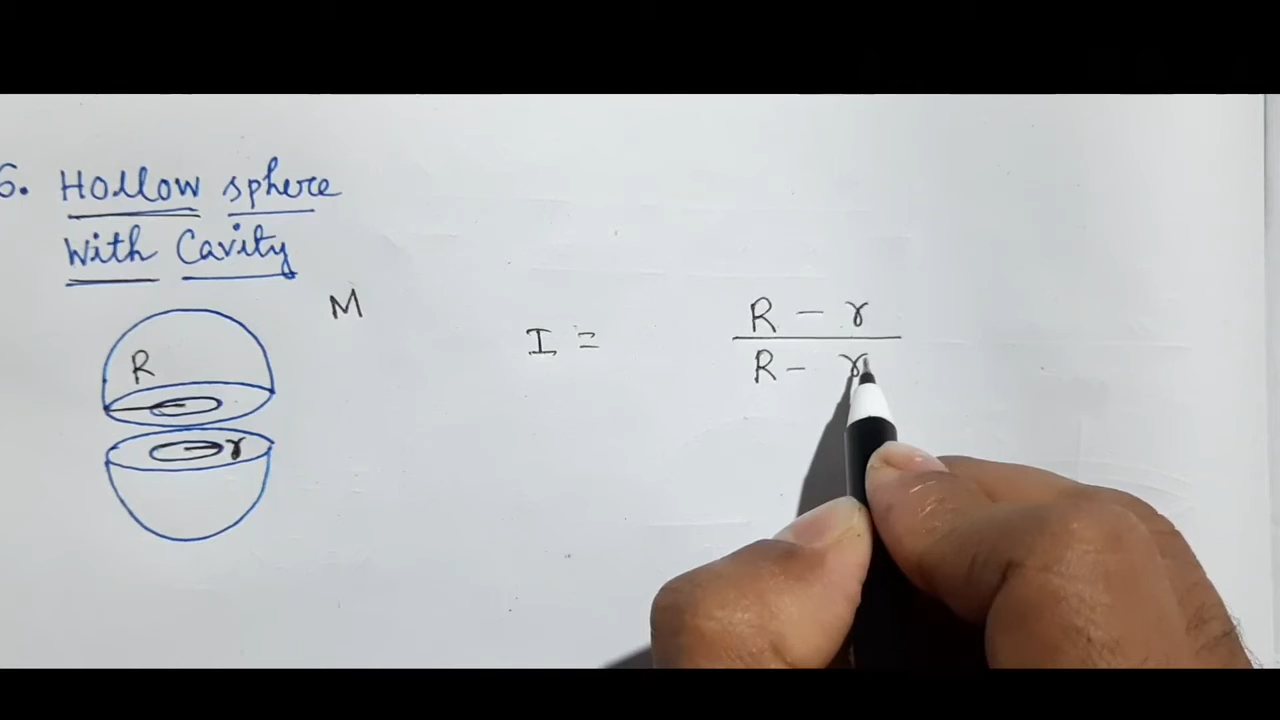 6. Hollow sphere
With Cavity
M
R
r
I =
R - r
R - r